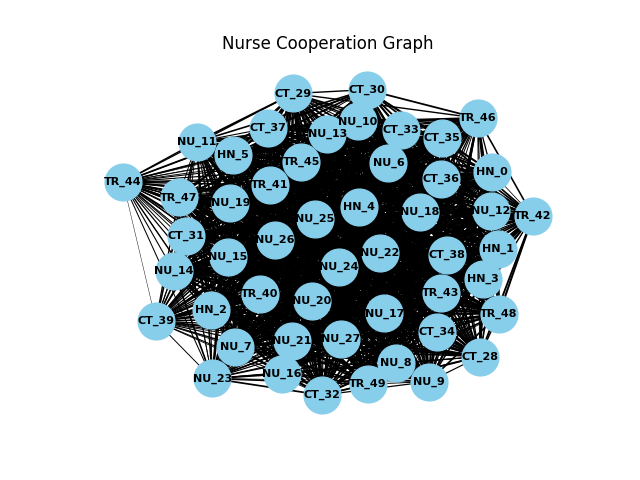 Nurse Cooperation Graph
CT_30
CT_29
TR_46
NU_10
CT_37
CT_33
NU_13
CT_35
NU_11
HN_5
TR_45
NU_6
HN_0
TR_44
CT_36
TR_41
TR_47
NU_19
HN_4
NU_18
NU_12
TR_42
NU_25
CT_31
NU_26
HN_1
NU_22
CT_38
NU_15
NU_24
NU_14
HN_3
TR_40
TR_43
NU_20
HN_2
NU_17
TR_48
CT_39
CT_34
NU_27
NU_21
NU_7
CT_28
NU_8
NU_16
NU_23
NU_9
TR_49
CT_32